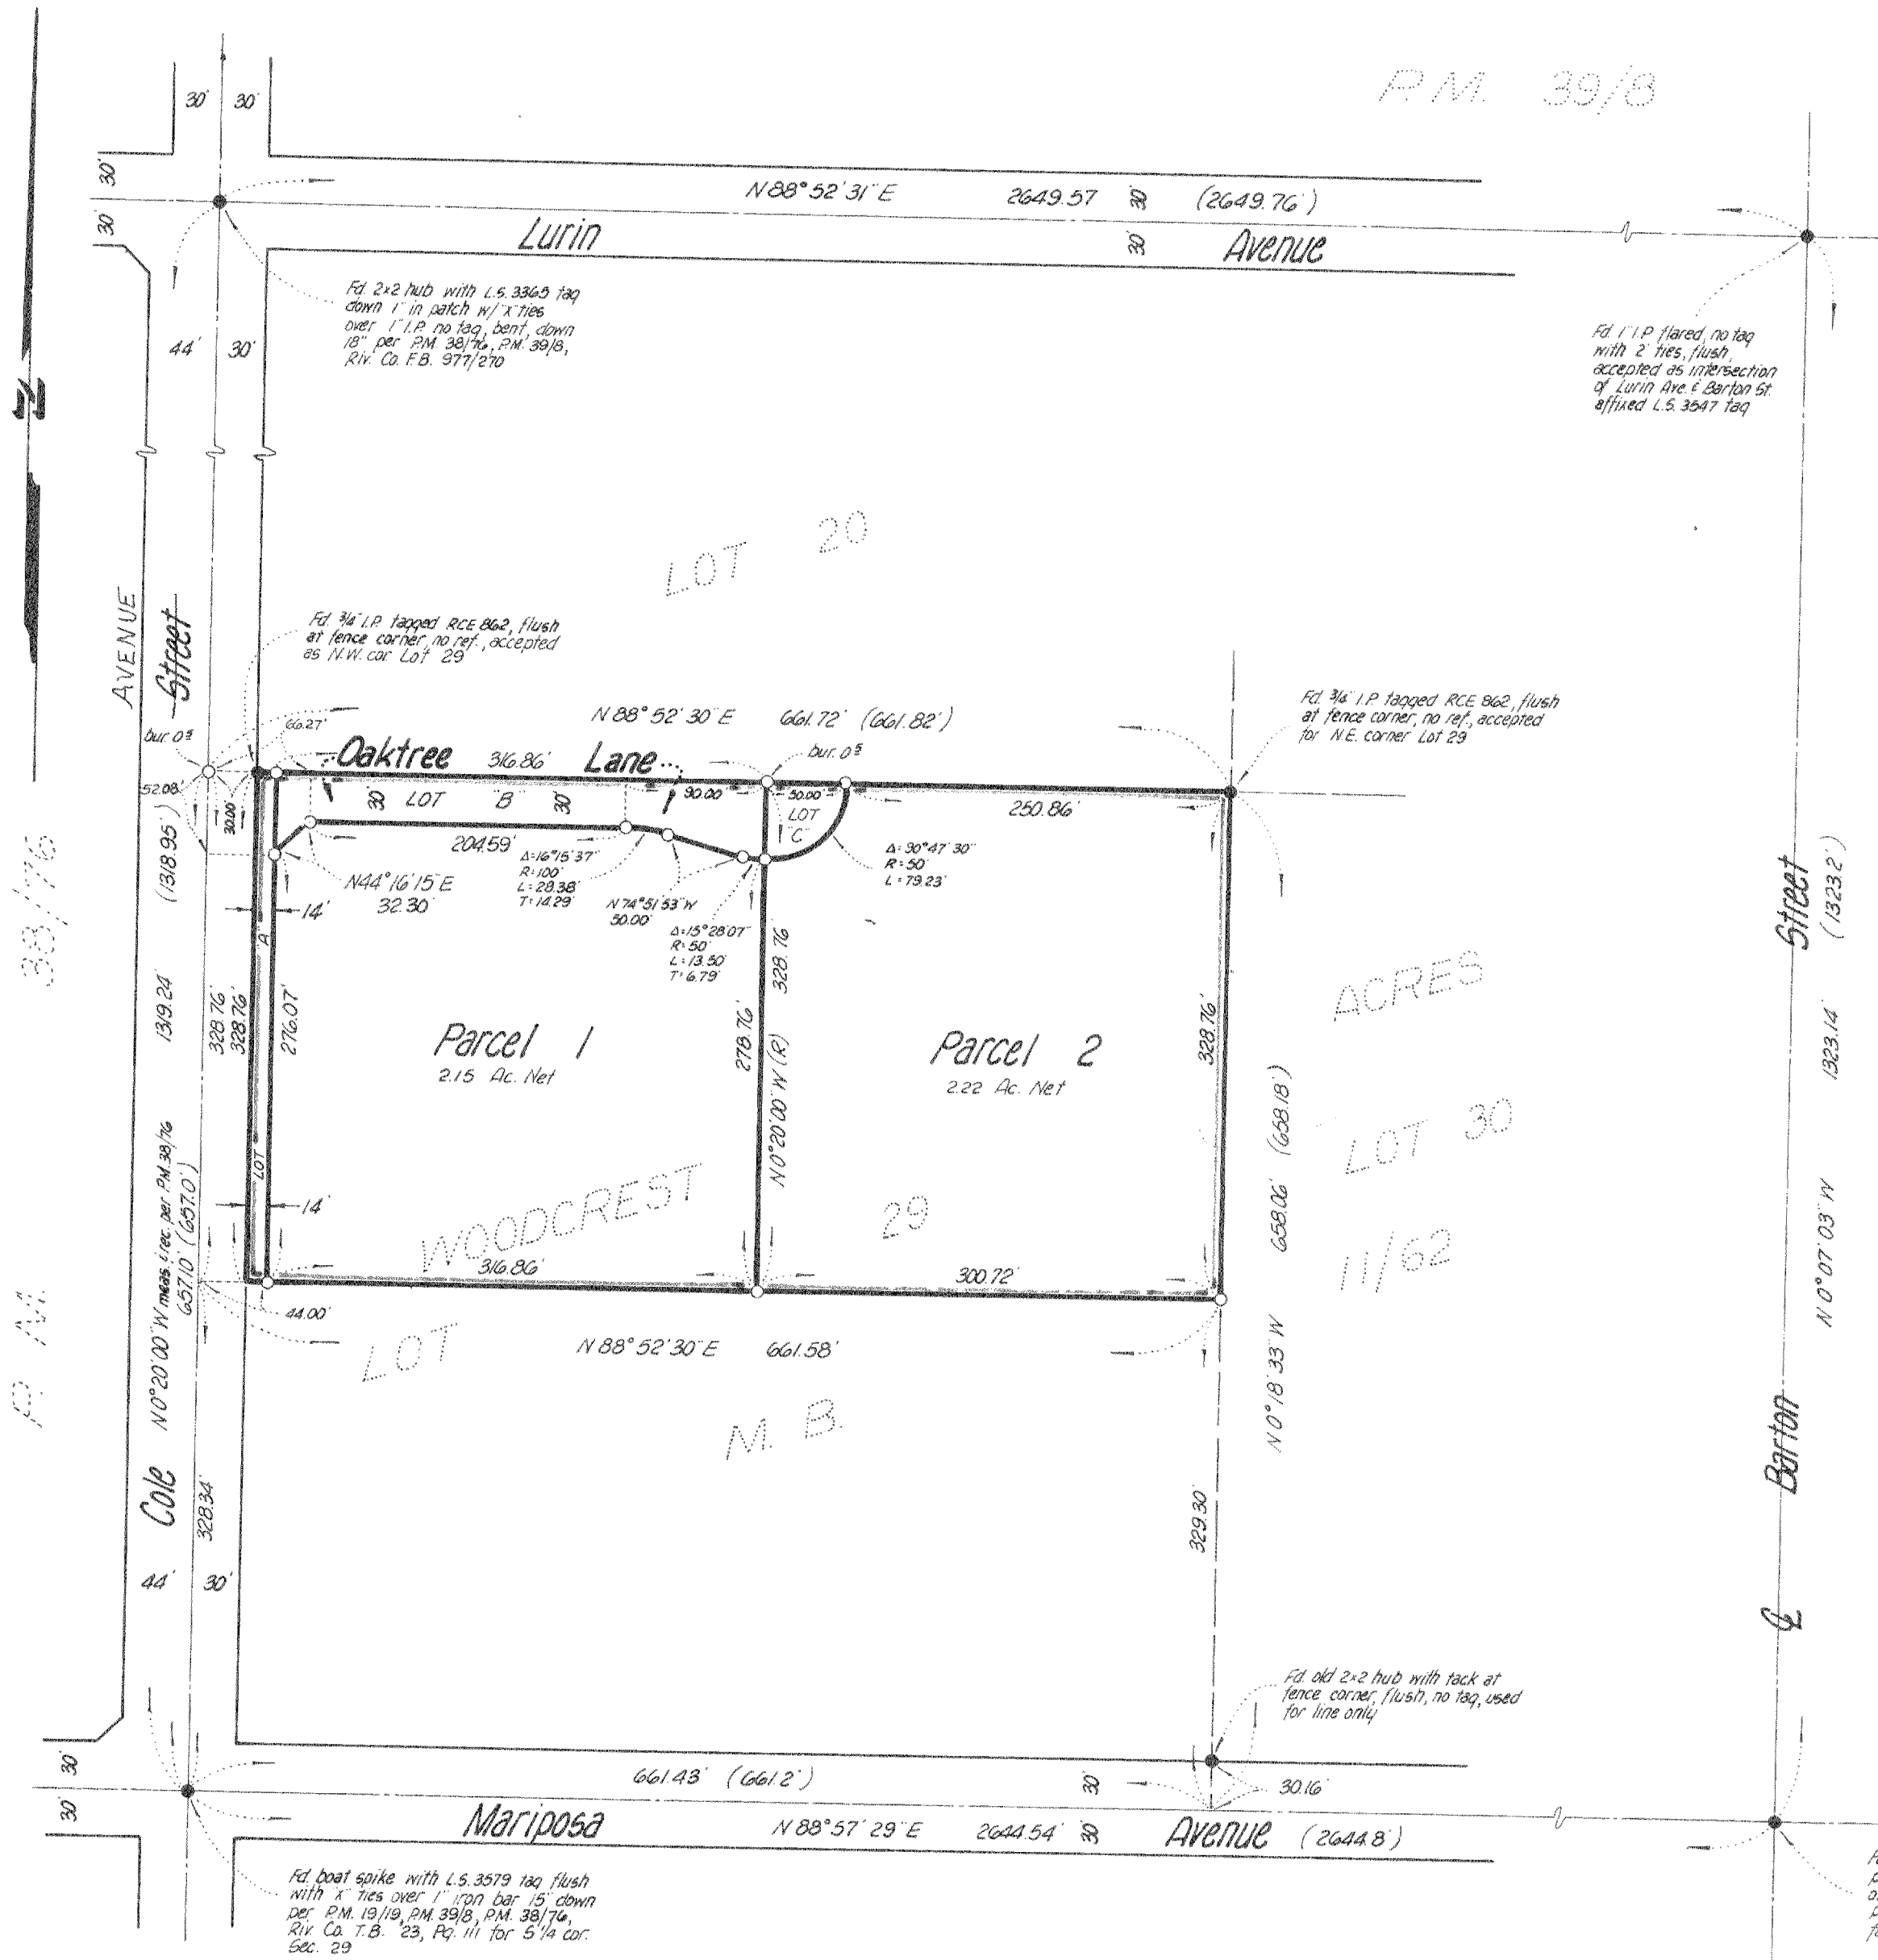 P.M. 39/8
30' 30'
30'
30'
N 88° 52' 31" E 2649.57 30' (2649.76')
Lurin 30' Avenue
44' 30'
Fd. 2x2 hub with L.S. 3365 tag
down 1" in patch w/ "x" ties
over 1" I.P. no tag, bent, down
18" per P.M. 38/76, P.M. 39/8,
Riv. Co. F.B. 977/270
Fd. 1" I.P. flared, no tag
with 2 ties, flush,
accepted as intersection
of Lurin Ave. & Barton St.
affixed L.S. 3547 tag
LOT 20
AVENUE
Street
Fd. 3/4" I.P. tagged RCE 862, flush
at fence corner, no ref., accepted
as N.W. cor. Lot 29
Fd. 3/4" I.P. tagged RCE 862, flush
at fence corner, no ref., accepted
for N.E. corner Lot 29
N 88° 52' 30" E 661.72' (661.82')
bur. 0.5
66.27'
bur. 0.5
Oaktree 316.86' Lane
52.08'
30.00'
30' LOT "B" 30'
90.00'
50.00'
LOT
"C"
250.86'
204.59'
N 44° 16' 15" E
32.30'
Δ=16° 15' 37"
R=100'
L=28.38'
T=14.29'
N 74° 51' 53" W
50.00'
Δ=15° 28' 07"
R=50'
L=13.50'
T=6.79'
Δ=90° 47' 30"
R=50'
L=79.23'
14'
LOT "A"
14'
P. M. 38/76
Cole N 0° 20' 00" W meas. & rec. per P.M. 38/76 1319.24' (1318.95')
657.10' (657.0')
328.76'
328.76'
276.07'
Parcel 1
2.15 Ac. Net
278.76'
328.76
N 0° 20' 00" W (R)
Parcel 2
2.22 Ac. Net
328.76'
ACRES
LOT 30
11/62
WOODCREST
29
316.86'
300.72'
44.00'
LOT
N 88° 52' 30" E 661.58'
M. B.
N 0° 18' 33" W 658.06' (658.18')
329.30'
328.34'
44' 30'
Street
(1323.2')
N 0° 07' 03" W 1323.14'
Barton
℄
Fd. old 2x2 hub with tack at
fence corner, flush, no tag, used
for line only
30'
30'
661.43' (661.2')
30'
30.16'
Mariposa N 88° 57' 29" E 2644.54' 30' Avenue (2644.8')
Fd. boat spike with L.S. 3579 tag flush
with "x" ties over 1" iron bar 15" down
per P.M. 19/19, P.M. 39/8, P.M. 38/76,
Riv. Co. T.B. '23, Pg. 111 for S 1/4 cor.
Sec. 29